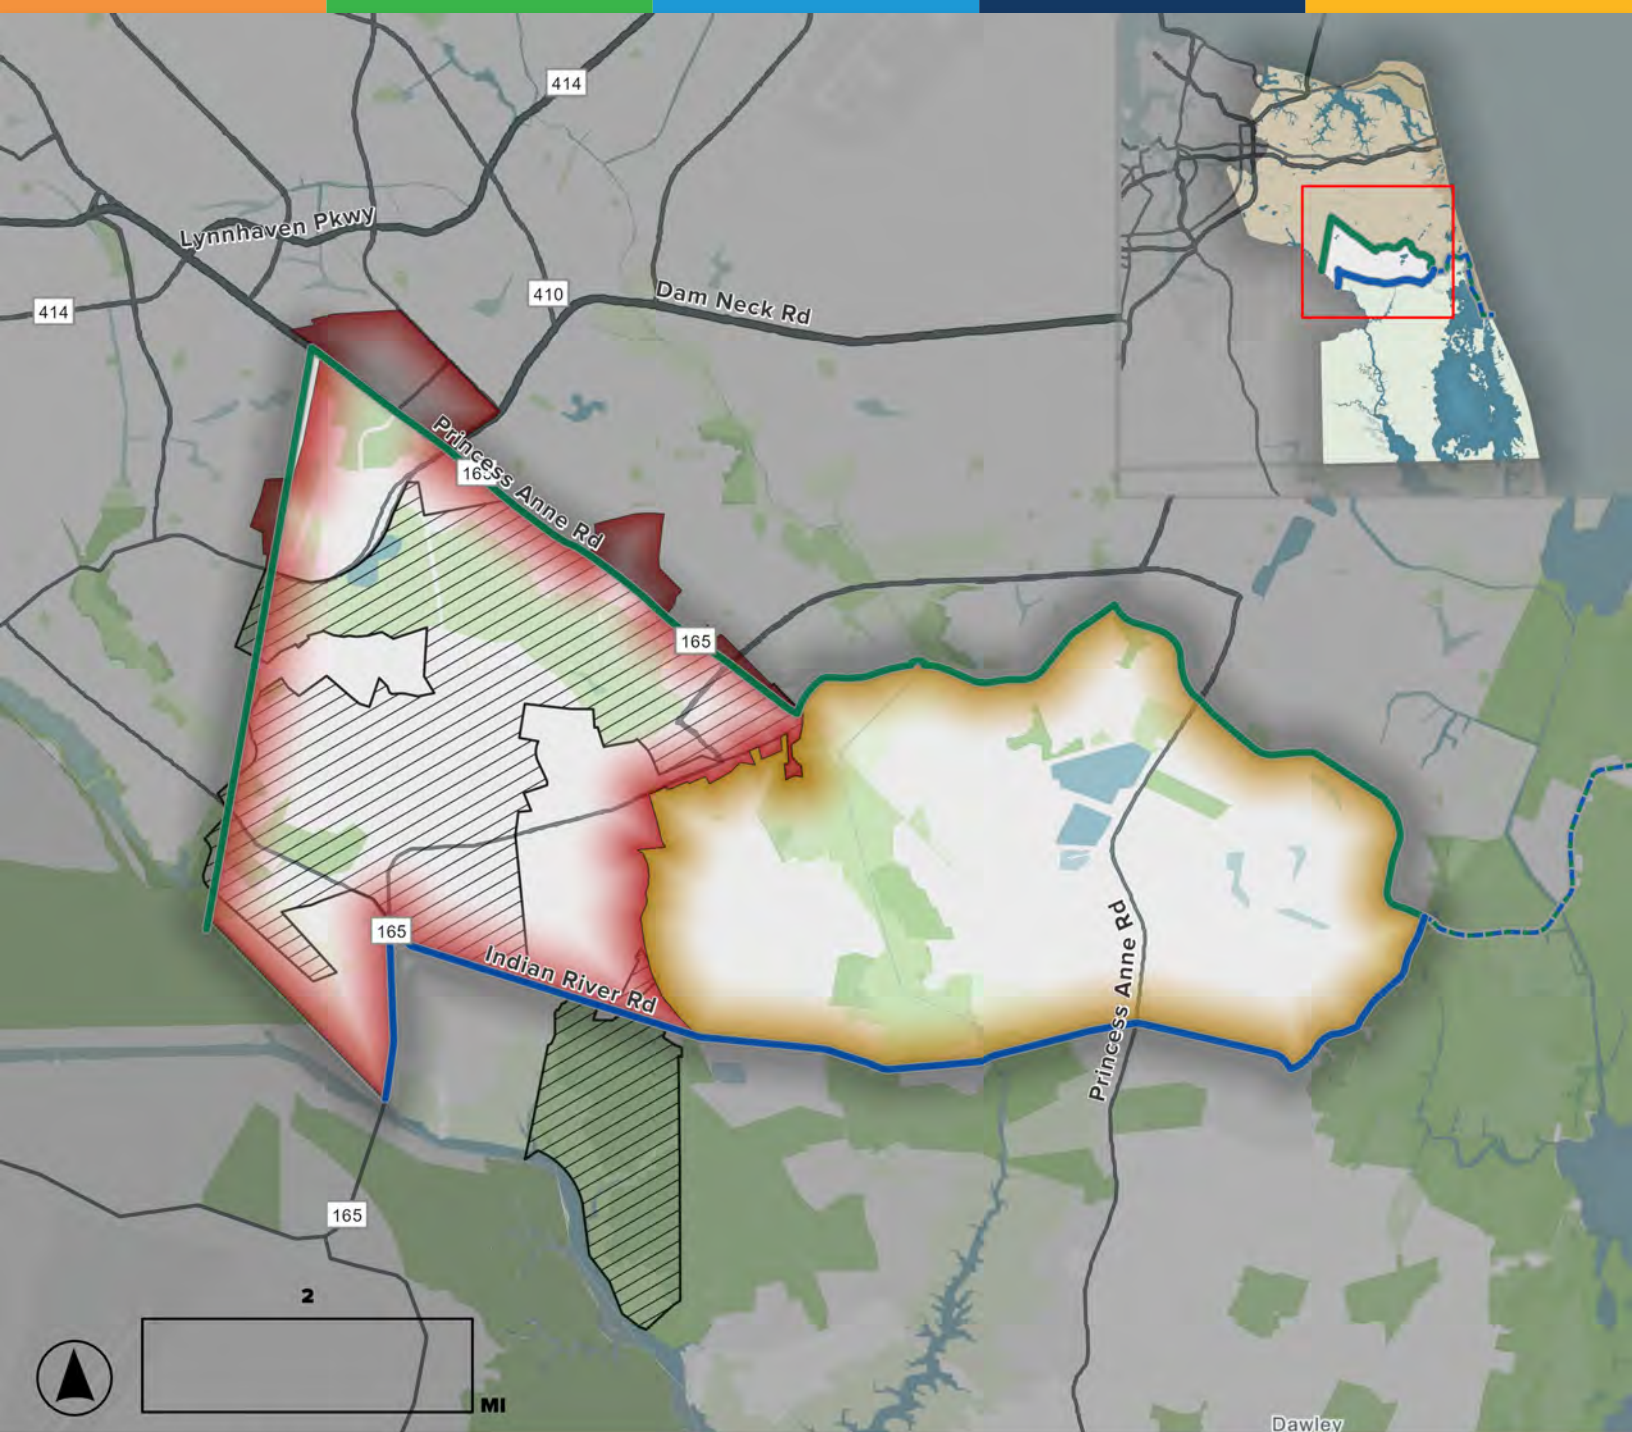 414
Lynnhaven Pkwy
410
Dam Neck Rd
414
Princess Anne Rd
165
165
165
Indian River Rd
Princess Anne Rd
165
2
MI
Dawley